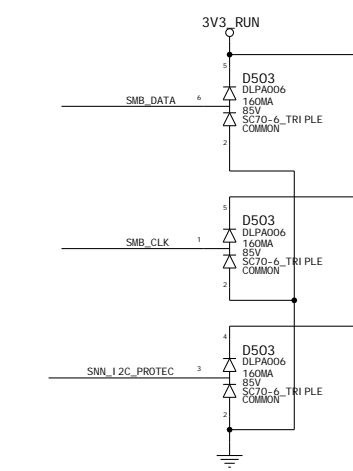 3V3_RUN
5
D503
DLPA006
160MA
85V
SC70-6_TRIPLE
COMMON
SMB_DATA 6
2
5
D503
DLPA006
160MA
85V
SC70-6_TRIPLE
COMMON
SMB_CLK 1
2
4
D503
DLPA006
160MA
85V
SC70-6_TRIPLE
COMMON
SNN_I2C_PROTEC 3
2